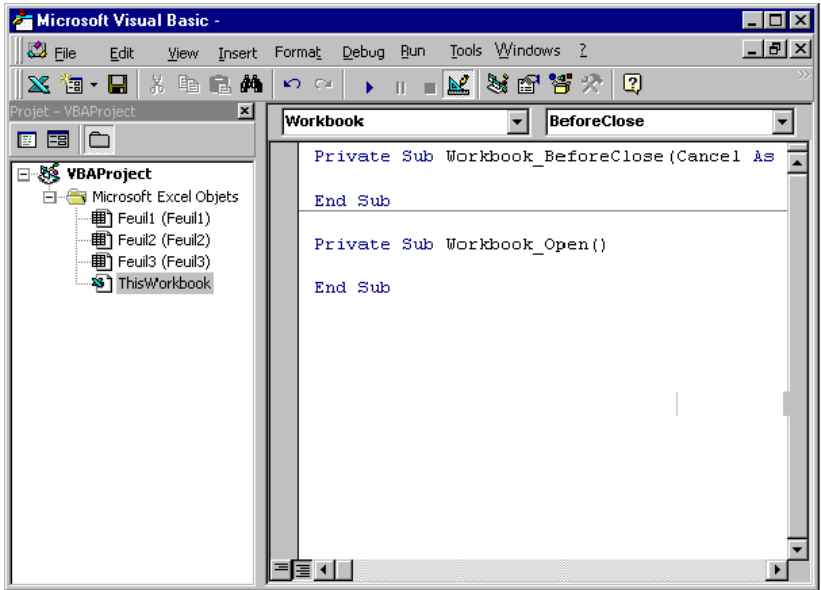 Microsoft Visual Basic -
File Edit View Insert Format Debug Run Tools Windows ?
Projet - VBAProject
Workbook BeforeClose
VBAProject
Microsoft Excel Objets
Feuil1 (Feuil1)
Feuil2 (Feuil2)
Feuil3 (Feuil3)
ThisWorkbook
Private Sub Workbook_BeforeClose(Cancel As
End Sub
Private Sub Workbook_Open()
End Sub